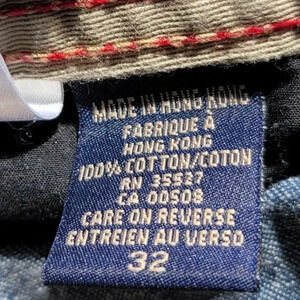 MADE IN HONG KONG
FABRIQUE À
HONG KONG
100% COTTON/COTON
RN 35527
CA 00508
CARE ON REVERSE
ENTREIEN AU VERSO
32